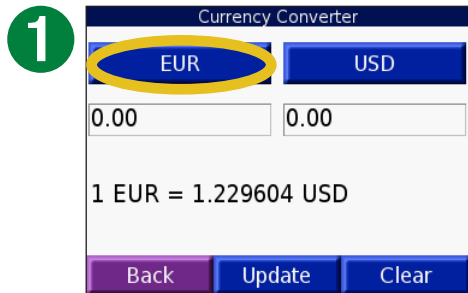 1
Currency Converter
EUR USD
0.00 0.00
1 EUR = 1.229604 USD
Back Update Clear